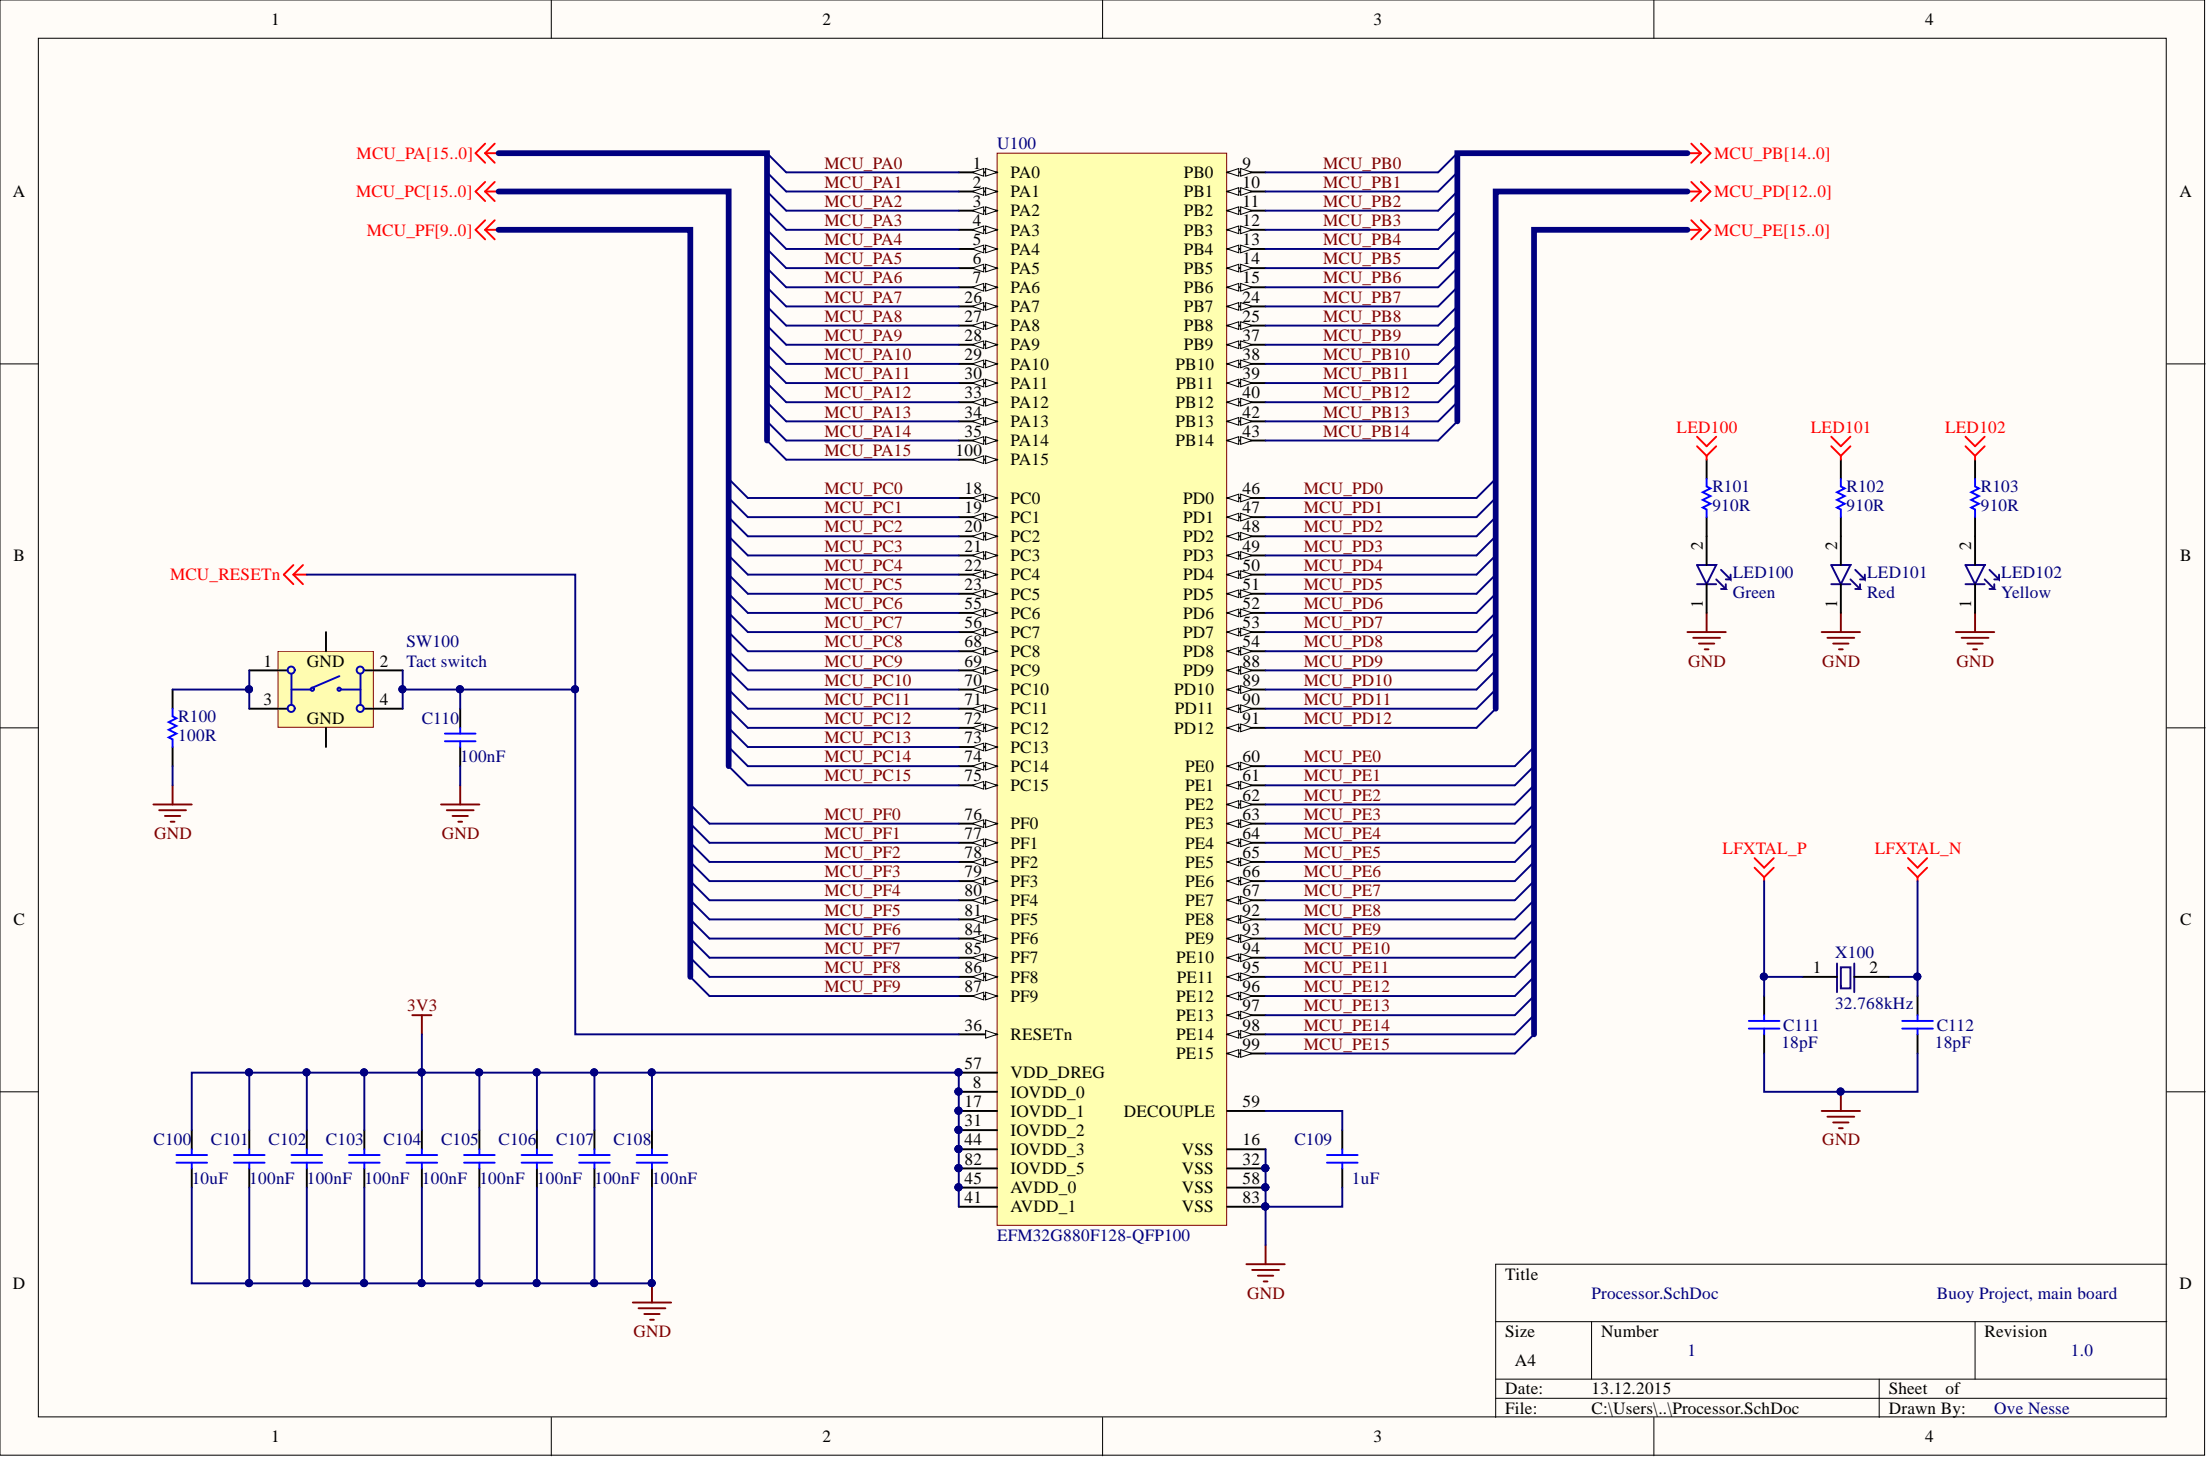 1 2 3 4
A A
B B
C C
D D
1 2 3 4
MCU_PA[15..0]
MCU_PC[15..0]
MCU_PF[9..0]
U100
MCU_PA0 1 PA0
MCU_PA1 2 PA1
MCU_PA2 3 PA2
MCU_PA3 4 PA3
MCU_PA4 5 PA4
MCU_PA5 6 PA5
MCU_PA6 7 PA6
MCU_PA7 26 PA7
MCU_PA8 27 PA8
MCU_PA9 28 PA9
MCU_PA10 29 PA10
MCU_PA11 30 PA11
MCU_PA12 33 PA12
MCU_PA13 34 PA13
MCU_PA14 35 PA14
MCU_PA15 100 PA15
MCU_PC0 18 PC0
MCU_PC1 19 PC1
MCU_PC2 20 PC2
MCU_PC3 21 PC3
MCU_PC4 22 PC4
MCU_PC5 23 PC5
MCU_PC6 55 PC6
MCU_PC7 56 PC7
MCU_PC8 68 PC8
MCU_PC9 69 PC9
MCU_PC10 70 PC10
MCU_PC11 71 PC11
MCU_PC12 72 PC12
MCU_PC13 73 PC13
MCU_PC14 74 PC14
MCU_PC15 75 PC15
MCU_PF0 76 PF0
MCU_PF1 77 PF1
MCU_PF2 78 PF2
MCU_PF3 79 PF3
MCU_PF4 80 PF4
MCU_PF5 81 PF5
MCU_PF6 84 PF6
MCU_PF7 85 PF7
MCU_PF8 86 PF8
MCU_PF9 87 PF9
36 RESETn
57 VDD_DREG
8 IOVDD_0
17 IOVDD_1
31 IOVDD_2
44 IOVDD_3
82 IOVDD_5
45 AVDD_0
41 AVDD_1
PB0 9 MCU_PB0
PB1 10 MCU_PB1
PB2 11 MCU_PB2
PB3 12 MCU_PB3
PB4 13 MCU_PB4
PB5 14 MCU_PB5
PB6 15 MCU_PB6
PB7 24 MCU_PB7
PB8 25 MCU_PB8
PB9 37 MCU_PB9
PB10 38 MCU_PB10
PB11 39 MCU_PB11
PB12 40 MCU_PB12
PB13 42 MCU_PB13
PB14 43 MCU_PB14
PD0 46 MCU_PD0
PD1 47 MCU_PD1
PD2 48 MCU_PD2
PD3 49 MCU_PD3
PD4 50 MCU_PD4
PD5 51 MCU_PD5
PD6 52 MCU_PD6
PD7 53 MCU_PD7
PD8 54 MCU_PD8
PD9 88 MCU_PD9
PD10 89 MCU_PD10
PD11 90 MCU_PD11
PD12 91 MCU_PD12
PE0 60 MCU_PE0
PE1 61 MCU_PE1
PE2 62 MCU_PE2
PE3 63 MCU_PE3
PE4 64 MCU_PE4
PE5 65 MCU_PE5
PE6 66 MCU_PE6
PE7 67 MCU_PE7
PE8 92 MCU_PE8
PE9 93 MCU_PE9
PE10 94 MCU_PE10
PE11 95 MCU_PE11
PE12 96 MCU_PE12
PE13 97 MCU_PE13
PE14 98 MCU_PE14
PE15 99 MCU_PE15
DECOUPLE 59
VSS 16
VSS 32
VSS 58
VSS 83
EFM32G880F128-QFP100
C109
1uF
GND
MCU_PB[14..0]
MCU_PD[12..0]
MCU_PE[15..0]
MCU_RESETn
SW100
Tact switch
1 GND 2
3 GND 4
R100
100R
GND
C110
100nF
GND
3V3
C100 C101 C102 C103 C104 C105 C106 C107 C108
10uF 100nF 100nF 100nF 100nF 100nF 100nF 100nF 100nF
GND
LED100 LED101 LED102
R101 R102 R103
910R 910R 910R
2 2 2
LED100 LED101 LED102
Green Red Yellow
1 1 1
GND GND GND
LFXTAL_P LFXTAL_N
X100
1 2
32.768kHz
C111 C112
18pF 18pF
GND
Title
Processor.SchDoc Buoy Project, main board
Size Number Revision
A4 1 1.0
Date: 13.12.2015 Sheet of
File: C:\Users\..\Processor.SchDoc Drawn By: Ove Nesse